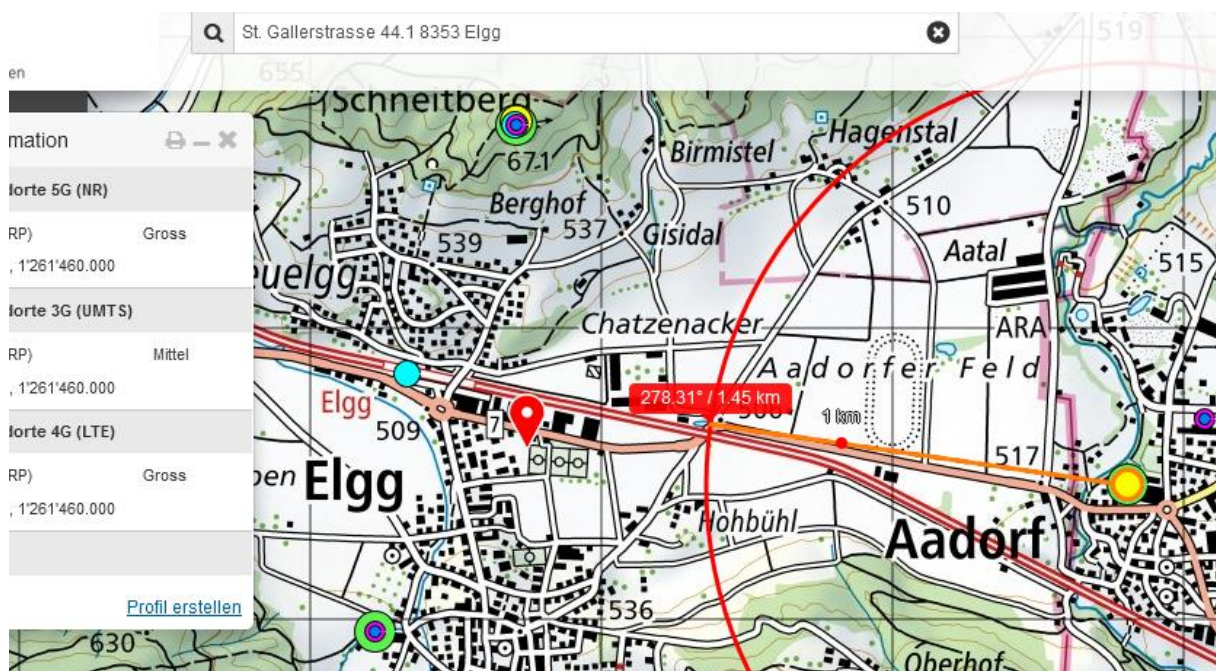 St. Gallerstrasse 44.1 8353 Elgg
519
en
655
Schneitberg
mation
671
Hagenstal
Birmistel
dorte 5G (NR)
Berghof
510
RP) Gross
539
537
Gisidal
Aatal
, 1'261'460.000
515
uelgg
dorte 3G (UMTS)
Chatzenacker
ARA
RP) Mittel
Aadorfer Feld
, 1'261'460.000
278.31° / 1.45 km
Elgg
1 km
dorte 4G (LTE)
509
7
517
RP) Gross
Elgg
, 1'261'460.000
Hohbühl
Aadorf
Profil erstellen
536
630
Oberhof